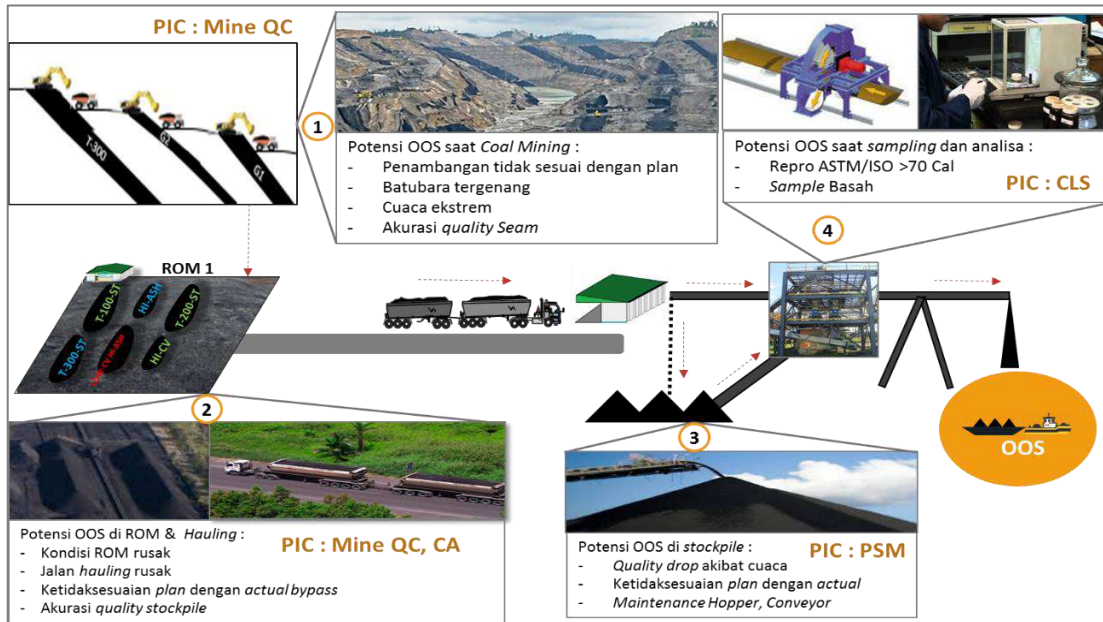 PIC : Mine QC
T-300
G2
G1
1
Potensi OOS saat Coal Mining :
- Penambangan tidak sesuai dengan plan
- Batubara tergenang
- Cuaca ekstrem
- Akurasi quality Seam
Potensi OOS saat sampling dan analisa :
- Repro ASTM/ISO >70 Cal
- Sample Basah
PIC : CLS
4
ROM 1
T-100-ST
HI-ASH
T-200-ST
T-300-ST
HI-ASH
HI-CV
2
Potensi OOS di ROM & Hauling :
- Kondisi ROM rusak
- Jalan hauling rusak
- Ketidaksesuaian plan dengan actual bypass
- Akurasi quality stockpile
PIC : Mine QC, CA
3
Potensi OOS di stockpile :
- Quality drop akibat cuaca
- Ketidaksesuaian plan dengan actual
- Maintenance Hopper, Conveyor
PIC : PSM
OOS